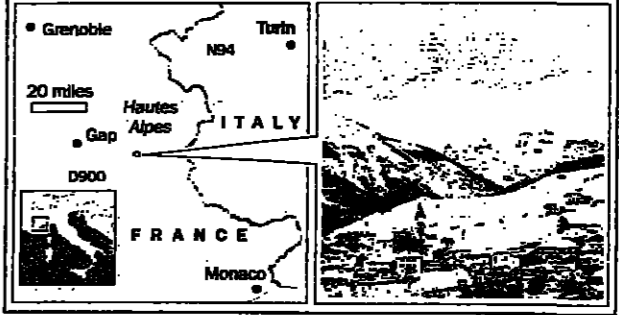 Grenoble
Turin
N94
20 miles
Hautes
Alpes
ITALY
Gap
D900
FRANCE
Monaco